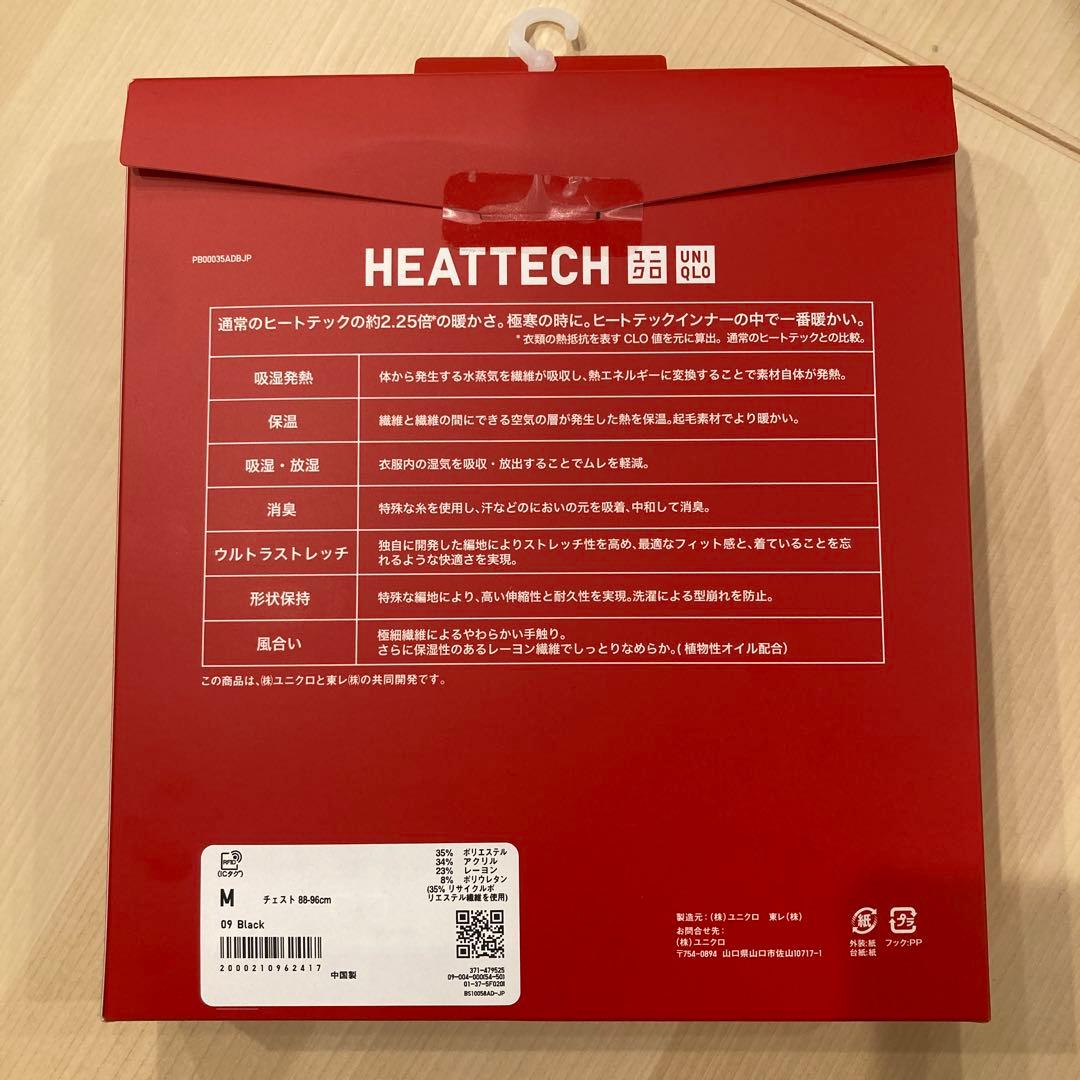 PB00035ADBJP
HEATTECH ユニクロ UNIQLO
通常のヒートテックの約2.25倍*の暖かさ。極寒の時に。ヒートテックインナーの中で一番暖かい。
*衣類の熱抵抗を表す CLO 値を元に算出。通常のヒートテックとの比較。
吸湿発熱 体から発生する水蒸気を繊維が吸収し、熱エネルギーに変換することで素材自体が発熱。
保温 繊維と繊維の間にできる空気の層が発生した熱を保温。起毛素材でより暖かい。
吸湿・放湿 衣服内の湿気を吸収・放出することでムレを軽減。
消臭 特殊な糸を使用し、汗などのにおいの元を吸着、中和して消臭。
ウルトラストレッチ 独自に開発した編地によりストレッチ性を高め、最適なフィット感と、着ていることを忘
れるような快適さを実現。
形状保持 特殊な編地により、高い伸縮性と耐久性を実現。洗濯による型崩れを防止。
風合い 極細繊維によるやわらかい手触り。
さらに保湿性のあるレーヨン繊維でしっとりなめらか。(植物性オイル配合)
この商品は、㈱ユニクロと東レ㈱の共同開発です。
RFID
(ICタグ)
M チェスト 88-96cm
09 Black
2000210962417
中国製
35% ポリエステル
34% アクリル
23% レーヨン
8% ポリウレタン
(35% リサイクルポ
リエステル繊維を使用)
371-479525
09-004-000(54-50)
01-37-5F020)
BS10058AD-JP
製造元：(株)ユニクロ 東レ(株)
お問合せ先：
(株)ユニクロ
〒754-0894 山口県山口市佐山10717-1
紙
外装:紙
台紙:紙
プラ
フック:PP